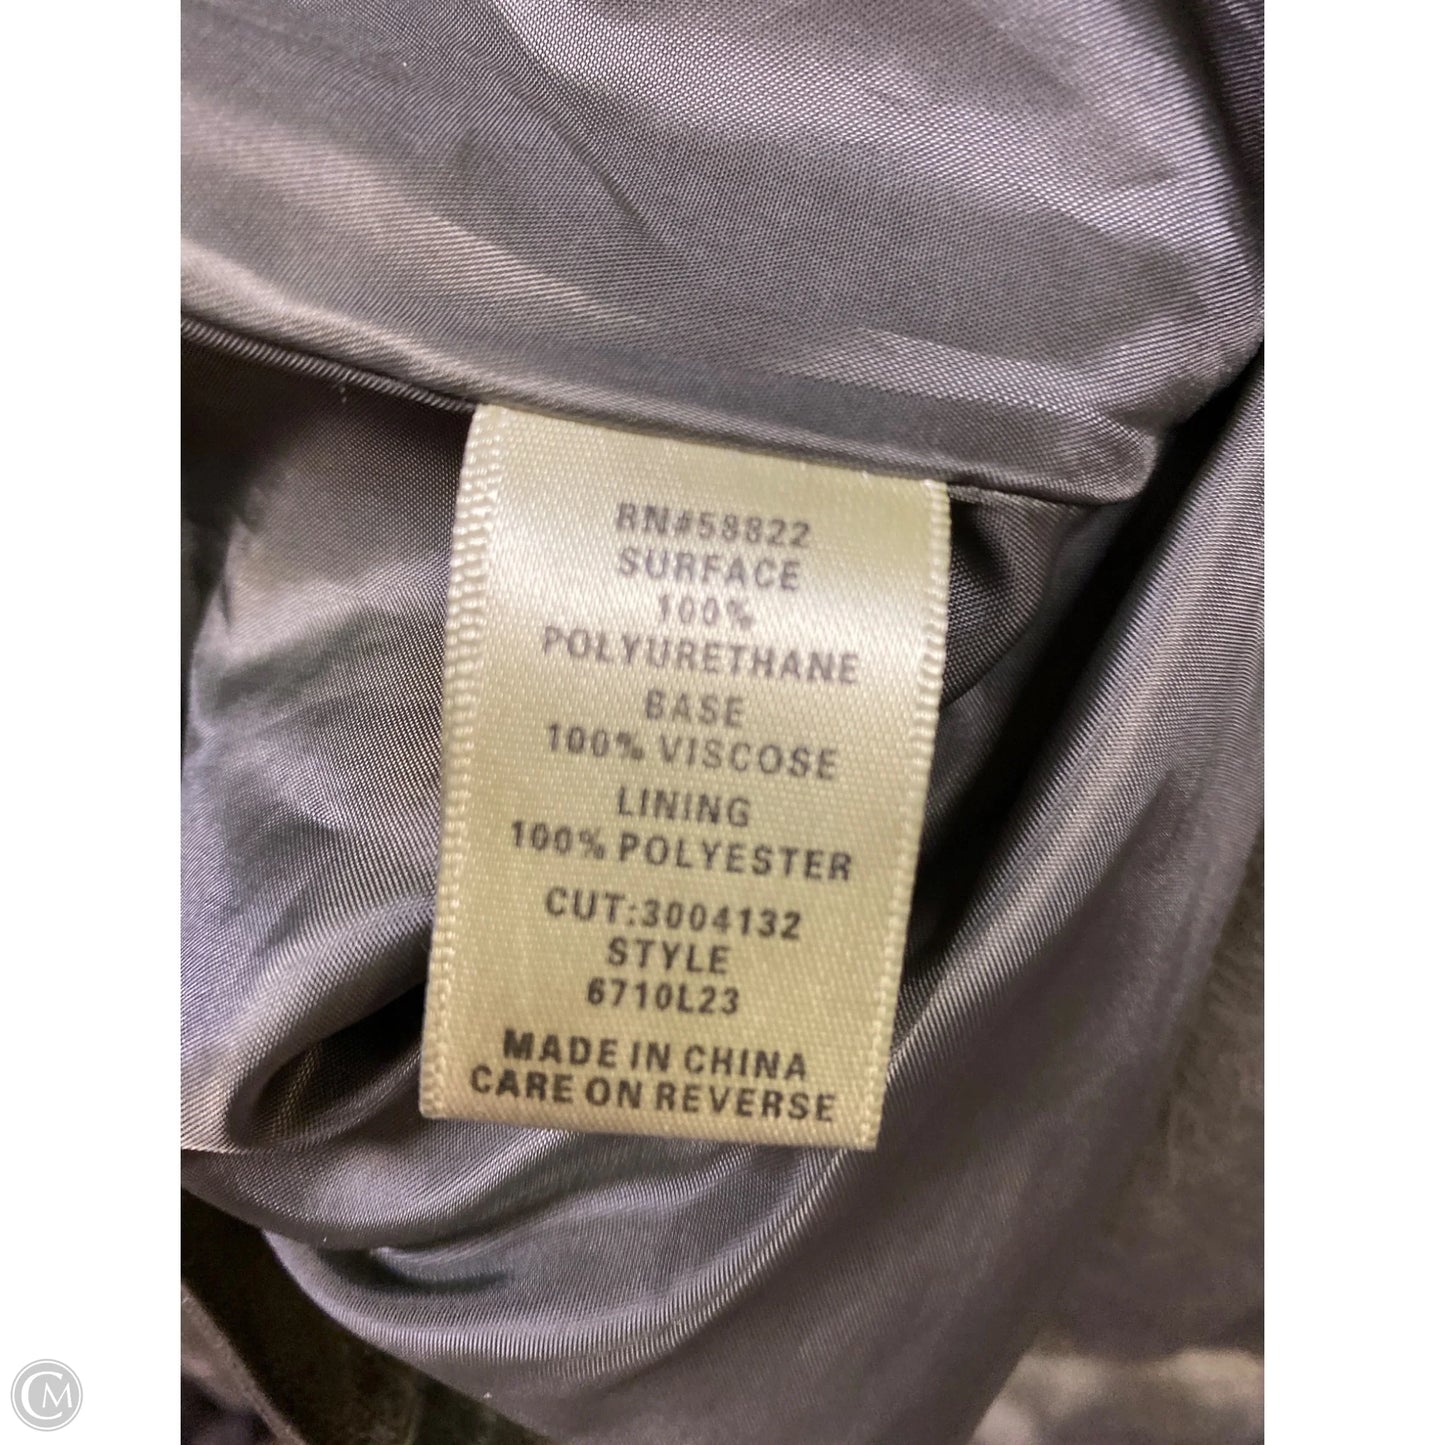 RN#58822
SURFACE
100%
POLYURETHANE
BASE
100% VISCOSE
LINING
100% POLYESTER
CUT:3004132
STYLE
6710L23
MADE IN CHINA
CARE ON REVERSE
CM